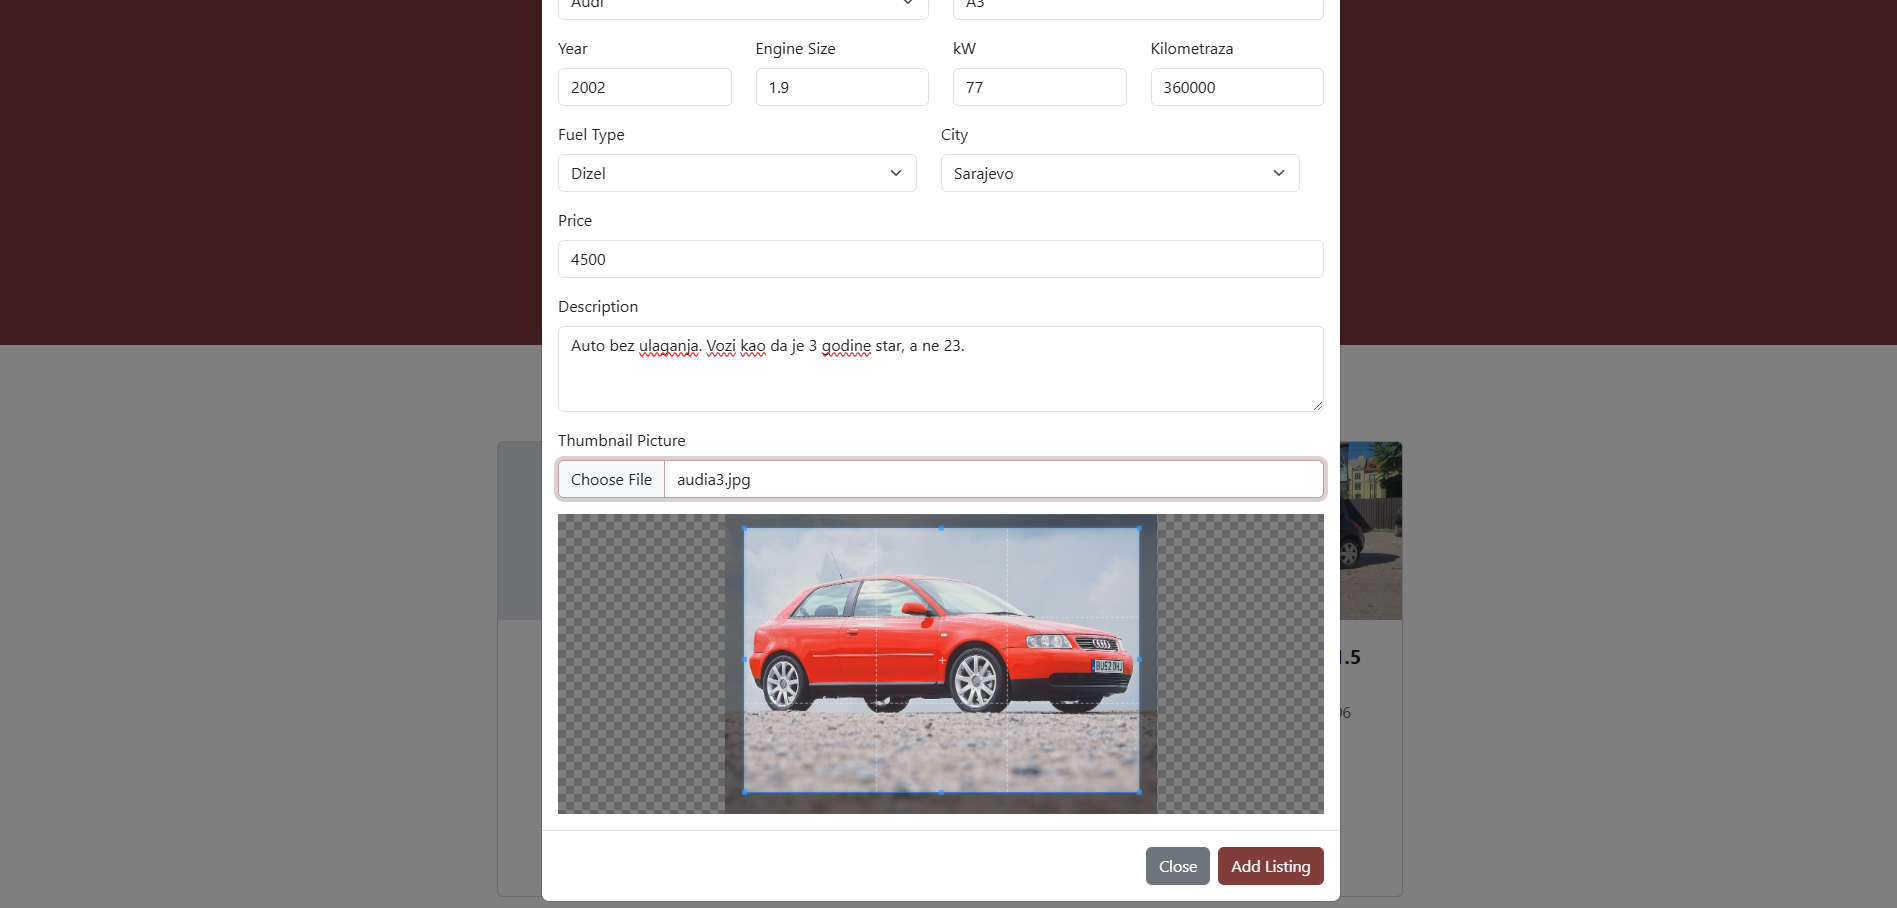 Audi A3
Year Engine Size kW Kilometraza
2002 1.9 77 360000
Fuel Type City
Dizel Sarajevo
Price
4500
Description
Auto bez ulaganja. Vozi kao da je 3 godine star, a ne 23.
Thumbnail Picture
Choose File audia3.jpg
BU52
1.5
06
Close Add Listing